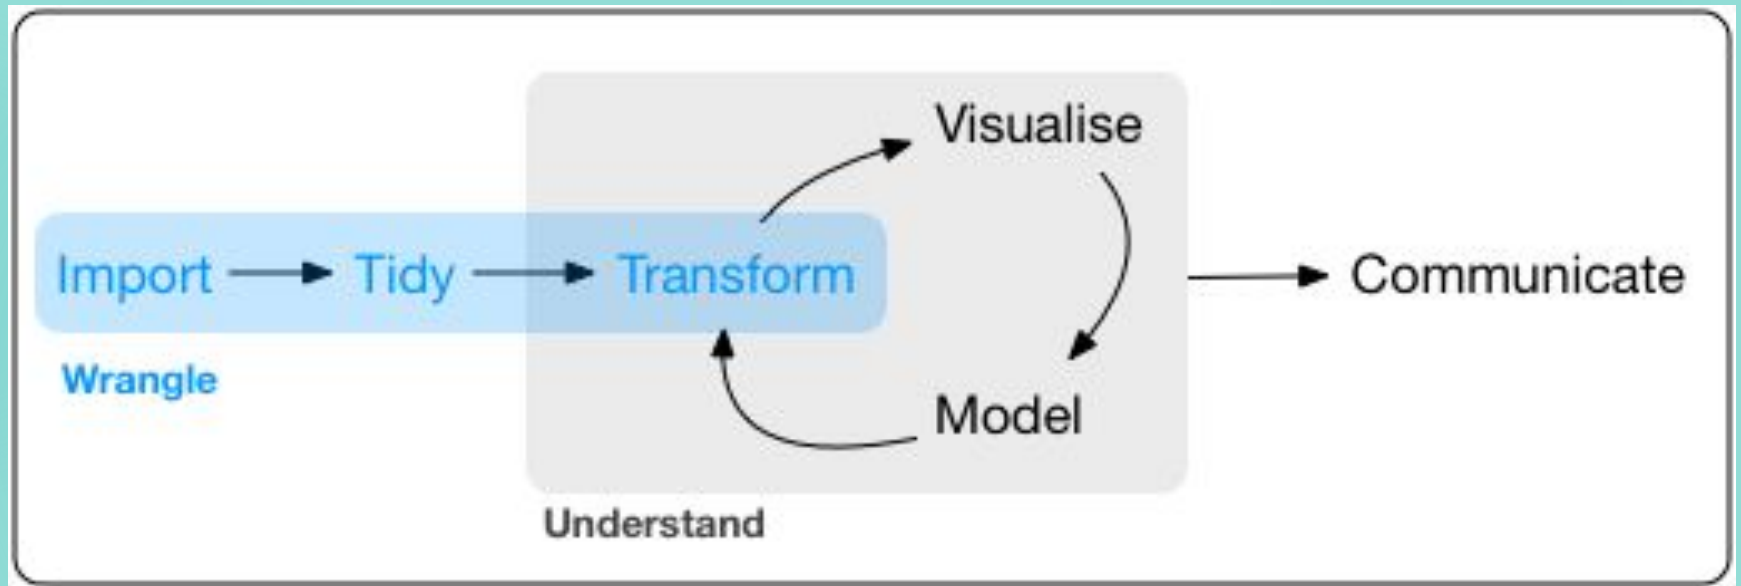 Visualise
Import Tidy Transform Communicate
Wrangle
Model
Understand